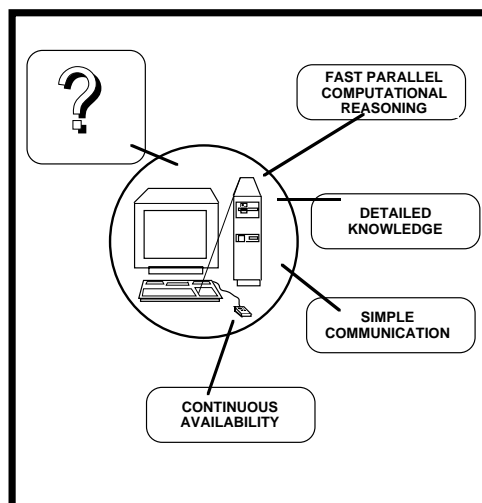 ?
FAST PARALLEL
COMPUTATIONAL
REASONING
DETAILED
KNOWLEDGE
SIMPLE
COMMUNICATION
CONTINUOUS
AVAILABILITY